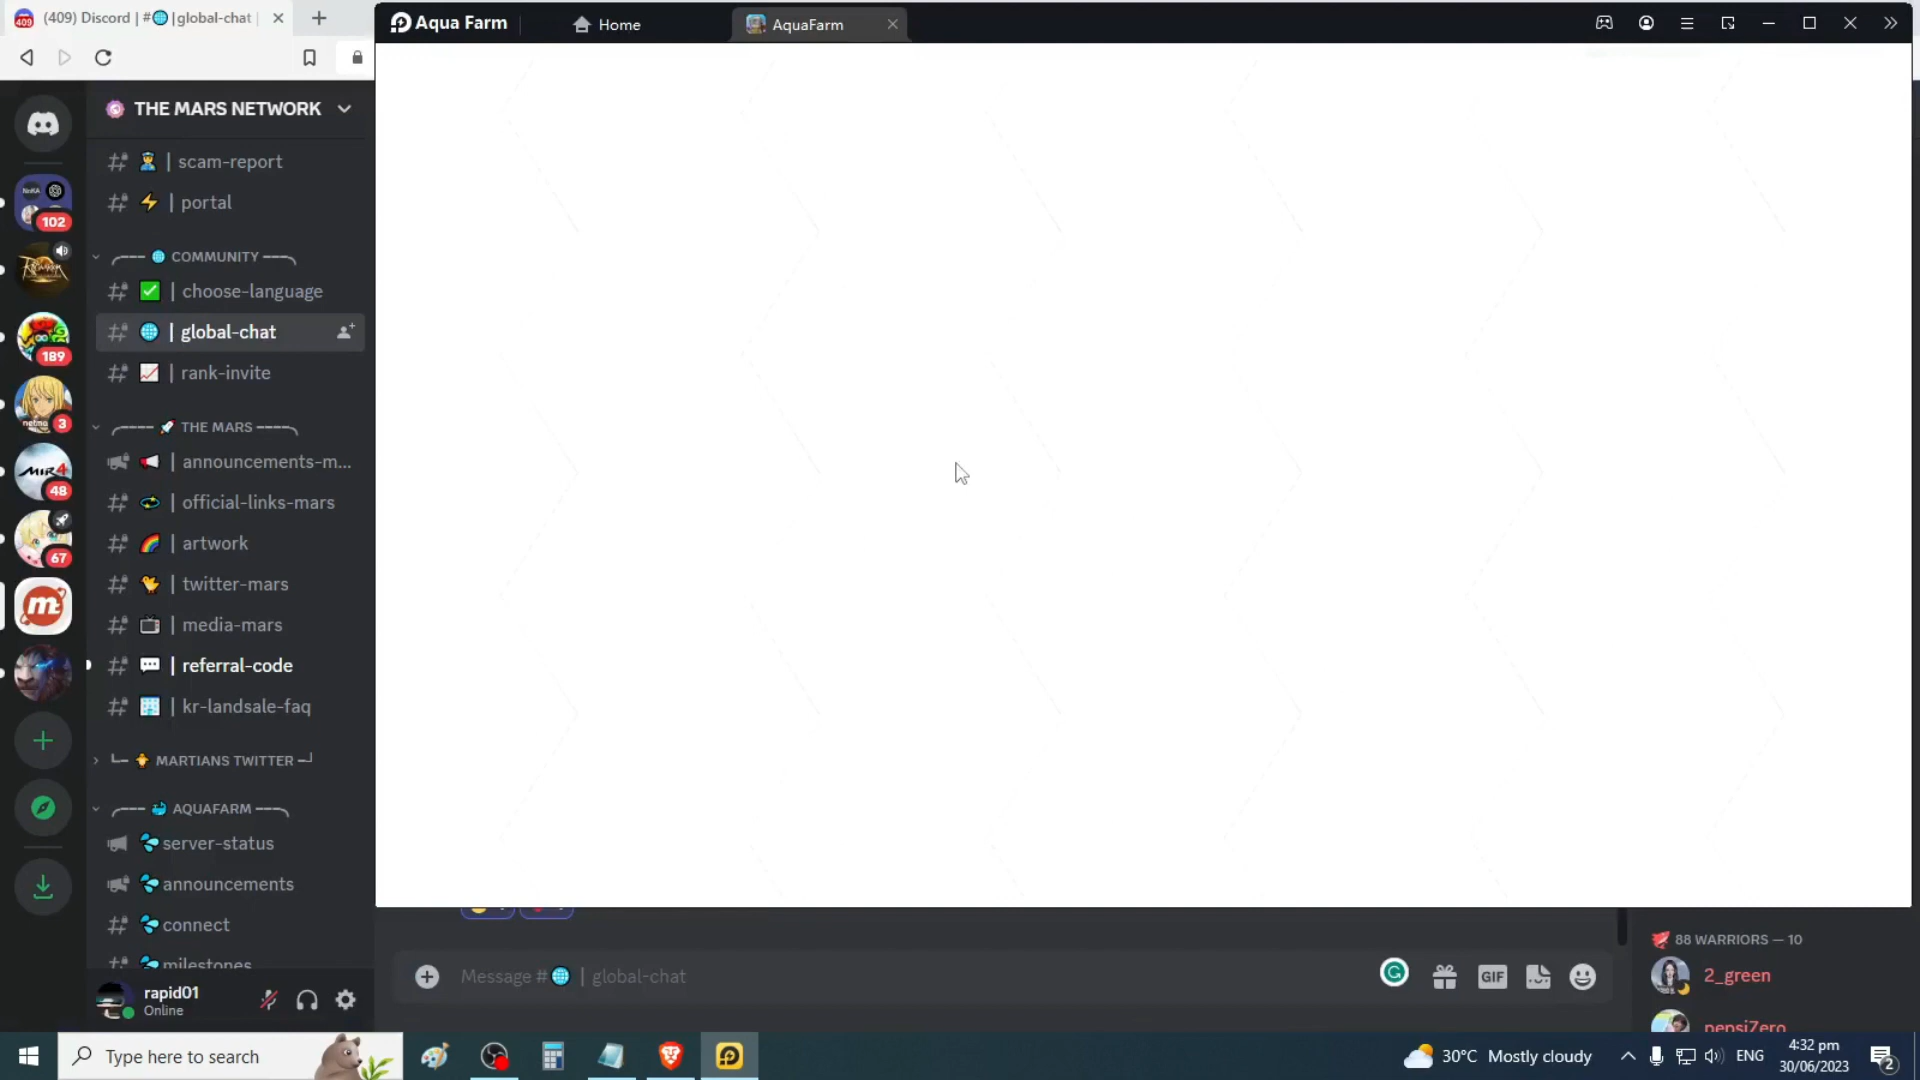 (409) Discord | #🌐|global-chat |
Aqua Farm
Home
AquaFarm
THE MARS NETWORK
| scam-report
| portal
102
COMMUNITY
| choose-language
| global-chat
189
| rank-invite
3
THE MARS
| announcements-m...
MIR4
48
| official-links-mars
| artwork
67
| twitter-mars
| media-mars
| referral-code
| kr-landsale-faq
MARTIANS TWITTER
AQUAFARM
server-status
announcements
connect
milestones
88 WARRIORS — 10
Message #🌐 | global-chat
GIF
2_green
rapid01
Online
pepsiZero
Type here to search
30°C Mostly cloudy
ENG
4:32 pm
30/06/2023
2